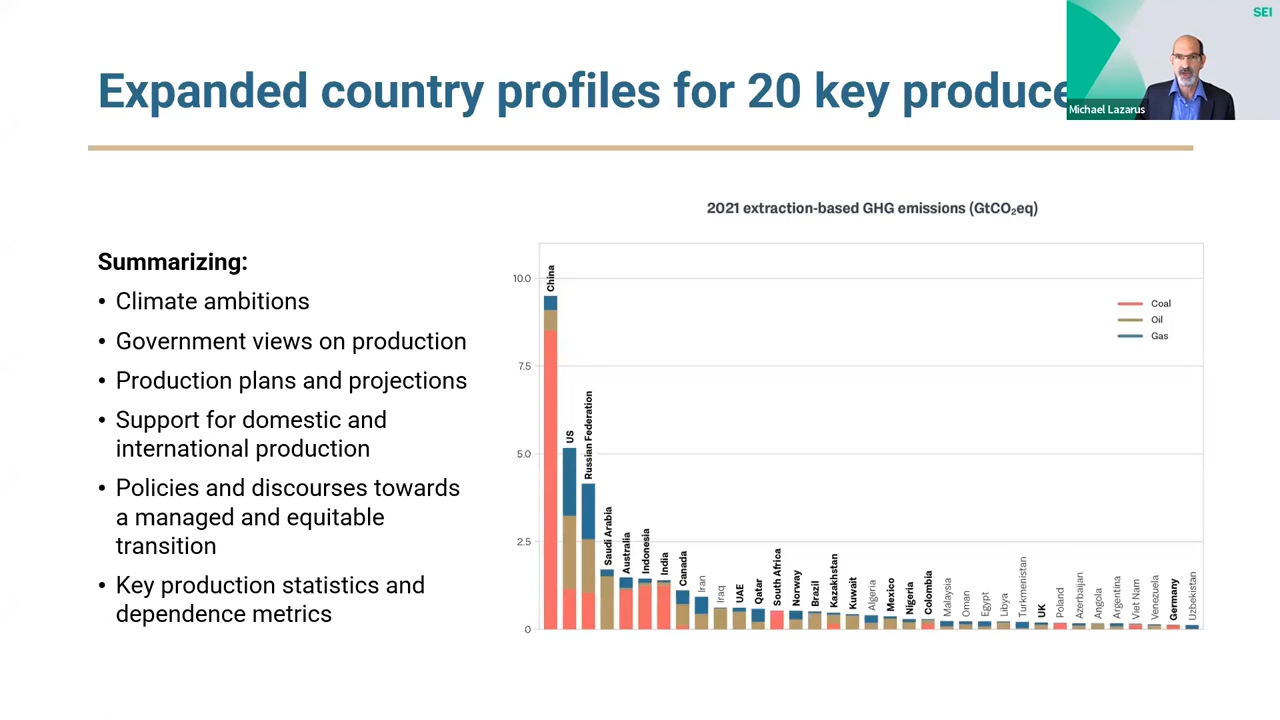 SEI
Michael Lazarus
Expanded country profiles for 20 key produce
Summarizing:
• Climate ambitions
• Government views on production
• Production plans and projections
• Support for domestic and
international production
• Policies and discourses towards
a managed and equitable
transition
• Key production statistics and
dependence metrics
2021 extraction-based GHG emissions (GtCO₂eq)
10.0
7.5
5.0
2.5
0
Coal
Oil
Gas
China
US
Russian Federation
Saudi Arabia
Australia
Indonesia
India
Canada
Iran
Iraq
UAE
Qatar
South Africa
Norway
Brazil
Kazakhstan
Kuwait
Algeria
Mexico
Nigeria
Colombia
Malaysia
Oman
Egypt
Libya
Turkmenistan
UK
Poland
Azerbaijan
Angola
Argentina
Viet Nam
Venezuela
Germany
Uzbekistan